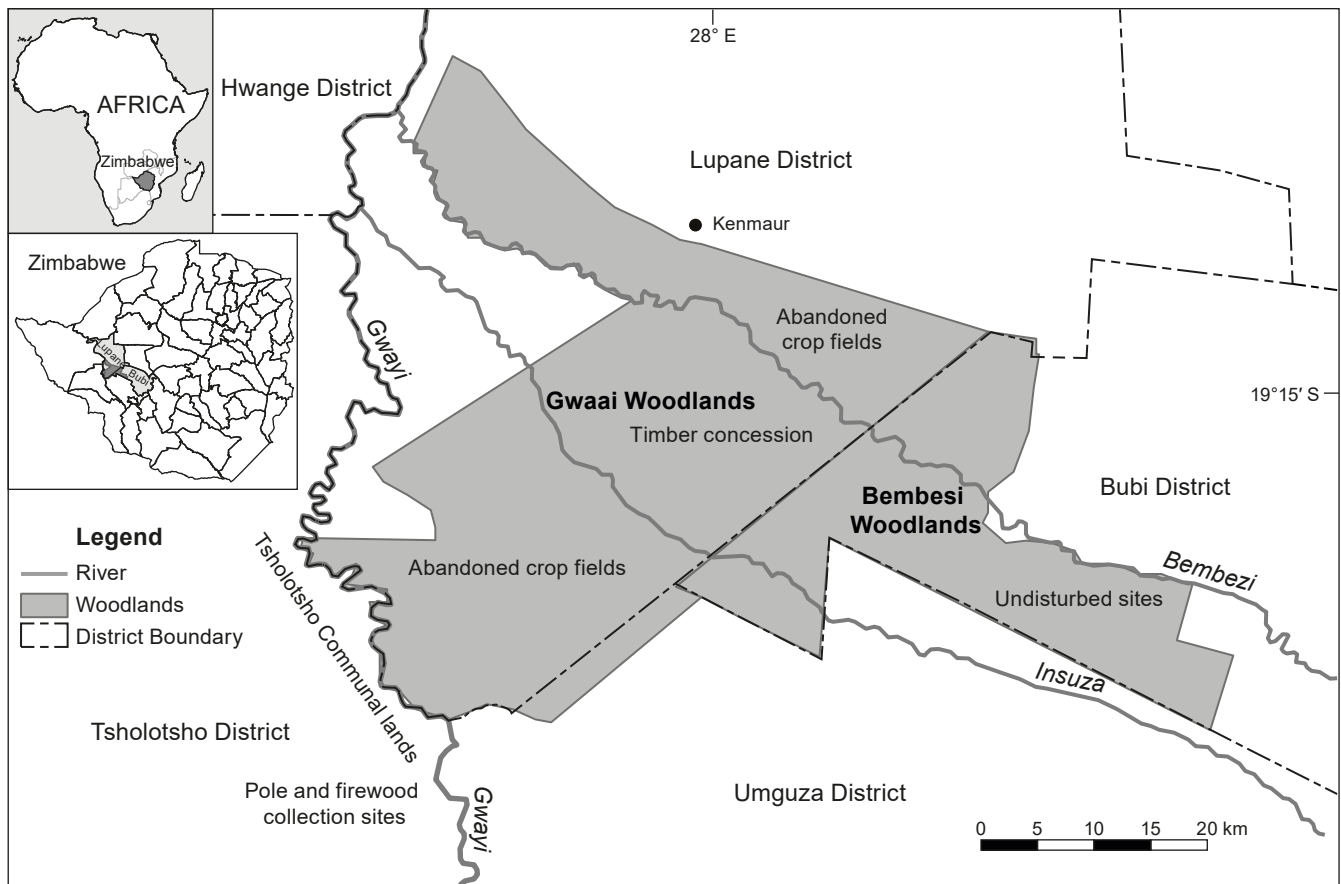 28° E
AFRICA
Zimbabwe
Hwange District
Lupane District
Kenmaur
Zimbabwe
Lupane
Bubi
Gwayi
Abandoned
crop fields
19°15′ S
Gwaai Woodlands
Timber concession
Bembesi
Woodlands
Bubi District
Legend
River
Woodlands
District Boundary
Tsholotsho Communal lands
Abandoned crop fields
Bembezi
Undisturbed sites
Insuza
Tsholotsho District
Pole and firewood
collection sites
Gwayi
Umguza District
0 5 10 15 20 km